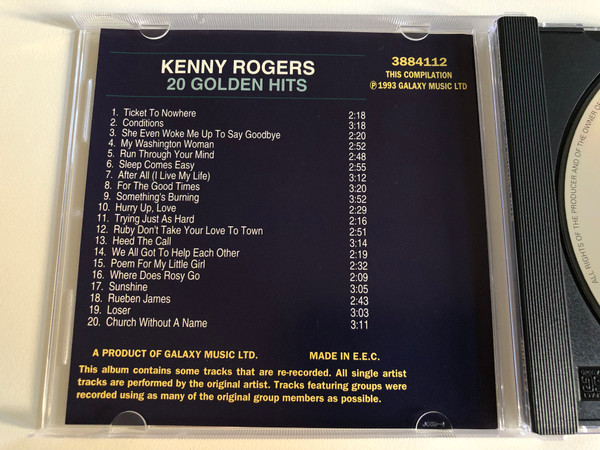 KENNY ROGERS
20 GOLDEN HITS
3884112
THIS COMPILATION
℗ 1993 GALAXY MUSIC LTD
1. Ticket To Nowhere 2:18
2. Conditions 3:18
3. She Even Woke Me Up To Say Goodbye 2:20
4. My Washington Woman 2:52
5. Run Through Your Mind 2:48
6. Sleep Comes Easy 2:55
7. After All (I Live My Life) 3:12
8. For The Good Times 3:20
9. Something's Burning 3:52
10. Hurry Up, Love 2:29
11. Trying Just As Hard 2:16
12. Ruby Don't Take Your Love To Town 2:51
13. Heed The Call 3:14
14. We All Got To Help Each Other 2:19
15. Poem For My Little Girl 2:32
16. Where Does Rosy Go 2:09
17. Sunshine 3:05
18. Rueben James 2:43
19. Loser 3:03
20. Church Without A Name 3:11
A PRODUCT OF GALAXY MUSIC LTD. MADE IN E.E.C.
This album contains some tracks that are re-recorded. All single artist
tracks are performed by the original artist. Tracks featuring groups were
recorded using as many of the original group members as possible.
ALL RIGHTS OF THE PRODUCER AND OF THE OWNER OF